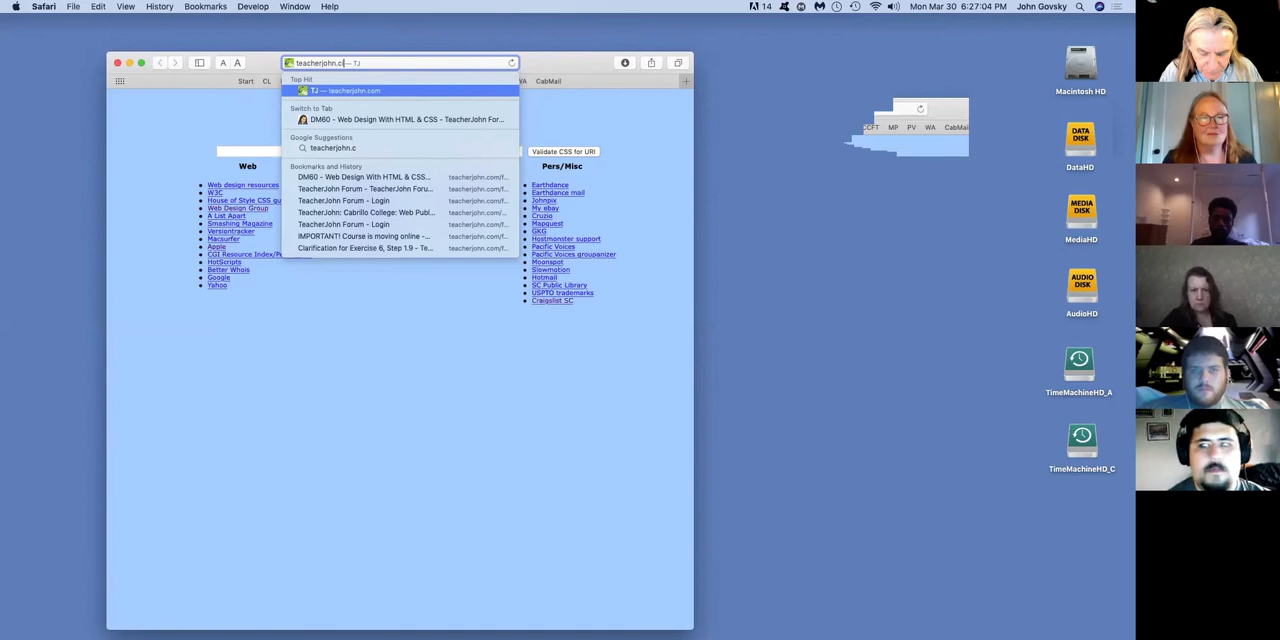 Safari File Edit View History Bookmarks Develop Window Help
14 Mon Mar 30 6:27:04 PM John Govsky
A A teacherjohn.c — TJ
Start CL WA CabMail
Top Hit
TJ — teacherjohn.com
Switch to Tab
DM60 - Web Design With HTML & CSS - TeacherJohn For...
Google Suggestions
teacherjohn.c
Bookmarks and History
DM60 - Web Design With HTML & CSS... teacherjohn.com/f...
TeacherJohn Forum - TeacherJohn Foru... teacherjohn.com/f...
TeacherJohn Forum - Login teacherjohn.com/f...
TeacherJohn: Cabrillo College: Web Publ... teacherjohn.com/...
TeacherJohn Forum - Login teacherjohn.com/f...
IMPORTANT! Course is moving online -... teacherjohn.com/f...
Clarification for Exercise 6, Step 1.9 - Te... teacherjohn.com/f...
Validate CSS for URI
Web
Web design resources
W3C
House of Style CSS gu
Web Design Group
A List Apart
Smashing Magazine
Versiontracker
Macsurfer
Apple
CGI Resource Index/Pe
HotScripts
Better Whois
Google
Yahoo
Pers/Misc
Earthdance
Earthdance mail
Johnpix
My ebay
Cruzio
Mapquest
GKG
Hostmonster support
Pacific Voices
Pacific Voices groupanizer
Moonspot
Slowmotion
Hotmail
SC Public Library
USPTO trademarks
Craigslist SC
CCFT MP PV WA CabMai
Macintosh HD
DATA DISK
DataHD
MEDIA DISK
MediaHD
AUDIO DISK
AudioHD
TimeMachineHD_A
TimeMachineHD_C